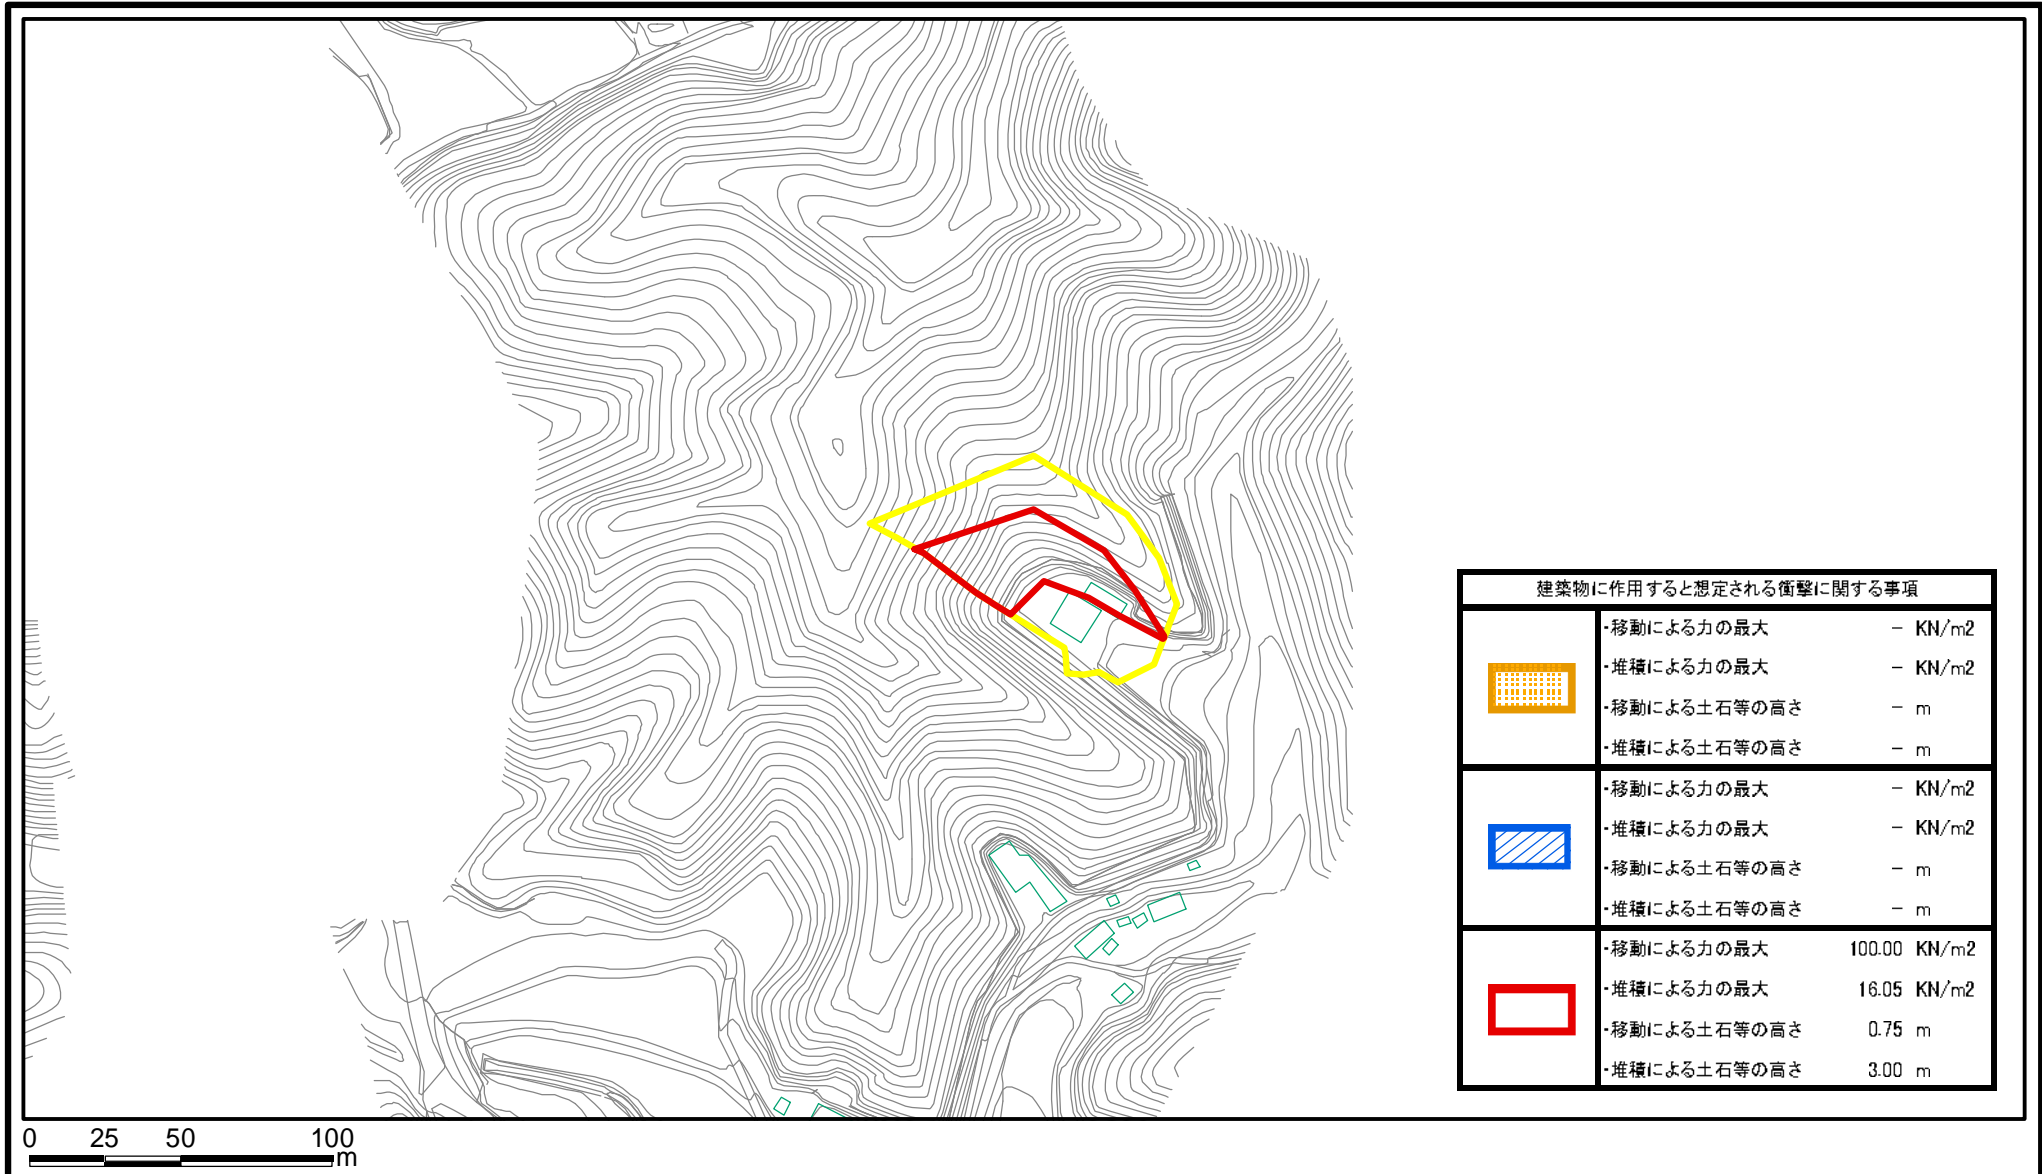 建築物に作用すると想定される衝撃に関する事項
・移動による力の最大 － KN/m2
・堆積による力の最大 － KN/m2
・移動による土石等の高さ － m
・堆積による土石等の高さ － m
・移動による力の最大 － KN/m2
・堆積による力の最大 － KN/m2
・移動による土石等の高さ － m
・堆積による土石等の高さ － m
・移動による力の最大 100.00 KN/m2
・堆積による力の最大 16.05 KN/m2
・移動による土石等の高さ 0.75 m
・堆積による土石等の高さ 3.00 m
0 25 50 100
m